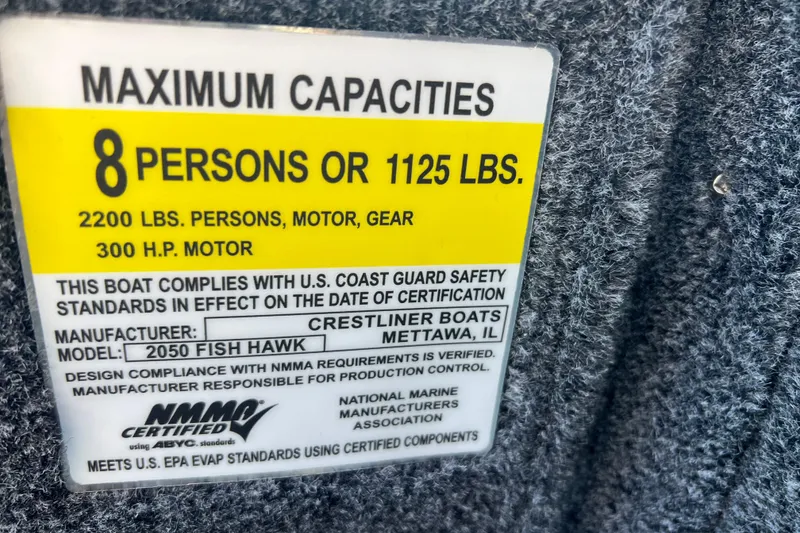 MAXIMUM CAPACITIES
8 PERSONS OR 1125 LBS.
2200 LBS. PERSONS, MOTOR, GEAR
300 H.P. MOTOR
THIS BOAT COMPLIES WITH U.S. COAST GUARD SAFETY
STANDARDS IN EFFECT ON THE DATE OF CERTIFICATION
MANUFACTURER: CRESTLINER BOATS
METTAWA, IL
MODEL: 2050 FISH HAWK
DESIGN COMPLIANCE WITH NMMA REQUIREMENTS IS VERIFIED.
MANUFACTURER RESPONSIBLE FOR PRODUCTION CONTROL.
NMMA®
CERTIFIED
using ABYC. standards
NATIONAL MARINE
MANUFACTURERS
ASSOCIATION
MEETS U.S. EPA EVAP STANDARDS USING CERTIFIED COMPONENTS